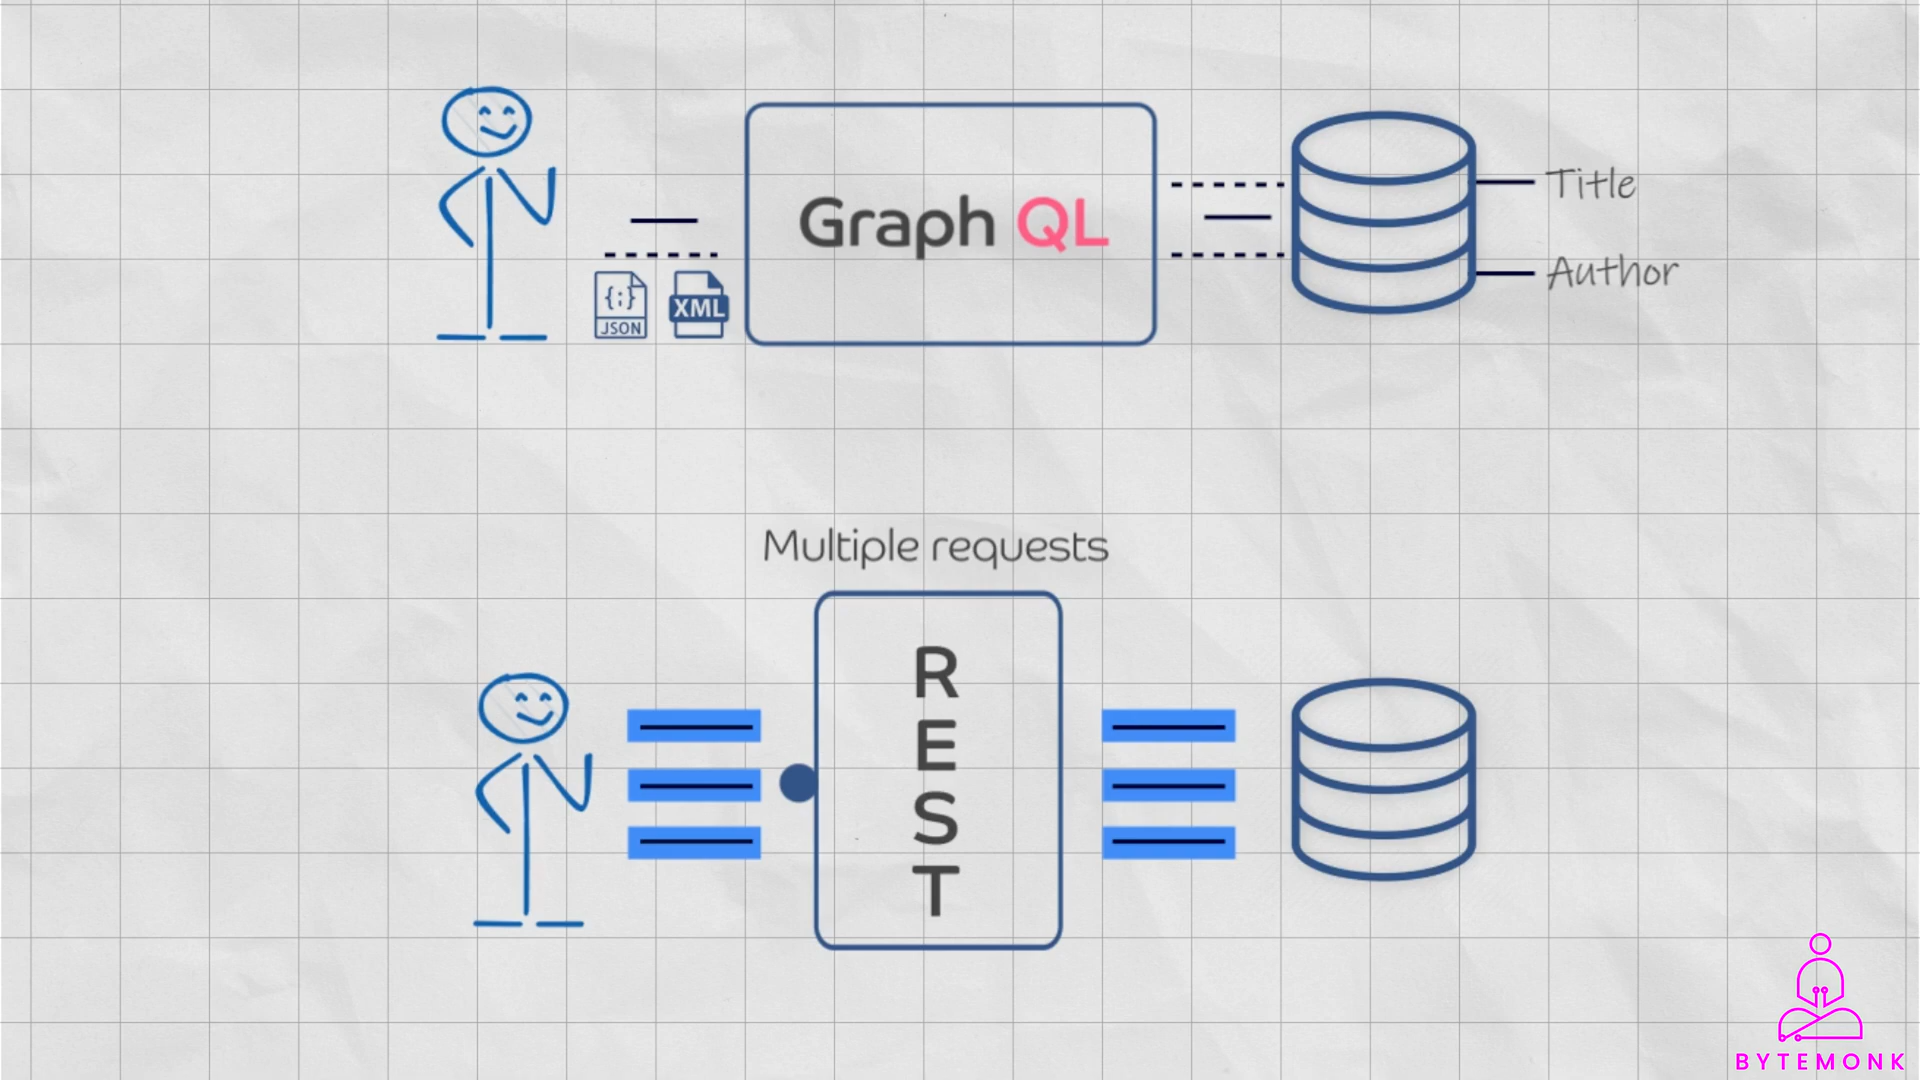 Graph QL
Title
Author
{;}
JSON
XML
Multiple requests
R
E
S
T
BYTEMONK